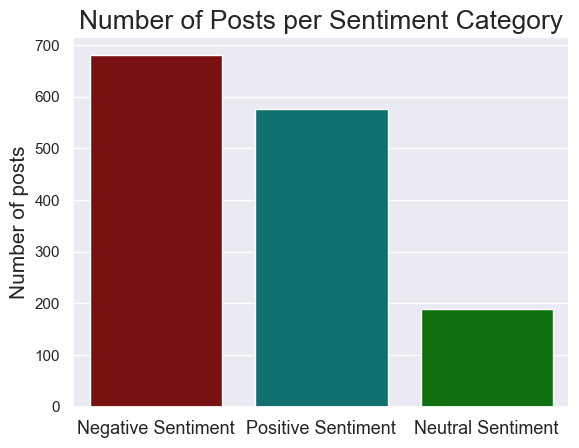 Number of Posts per Sentiment Category
Number of posts
700
600
500
400
300
200
100
0
Negative Sentiment Positive Sentiment Neutral Sentiment